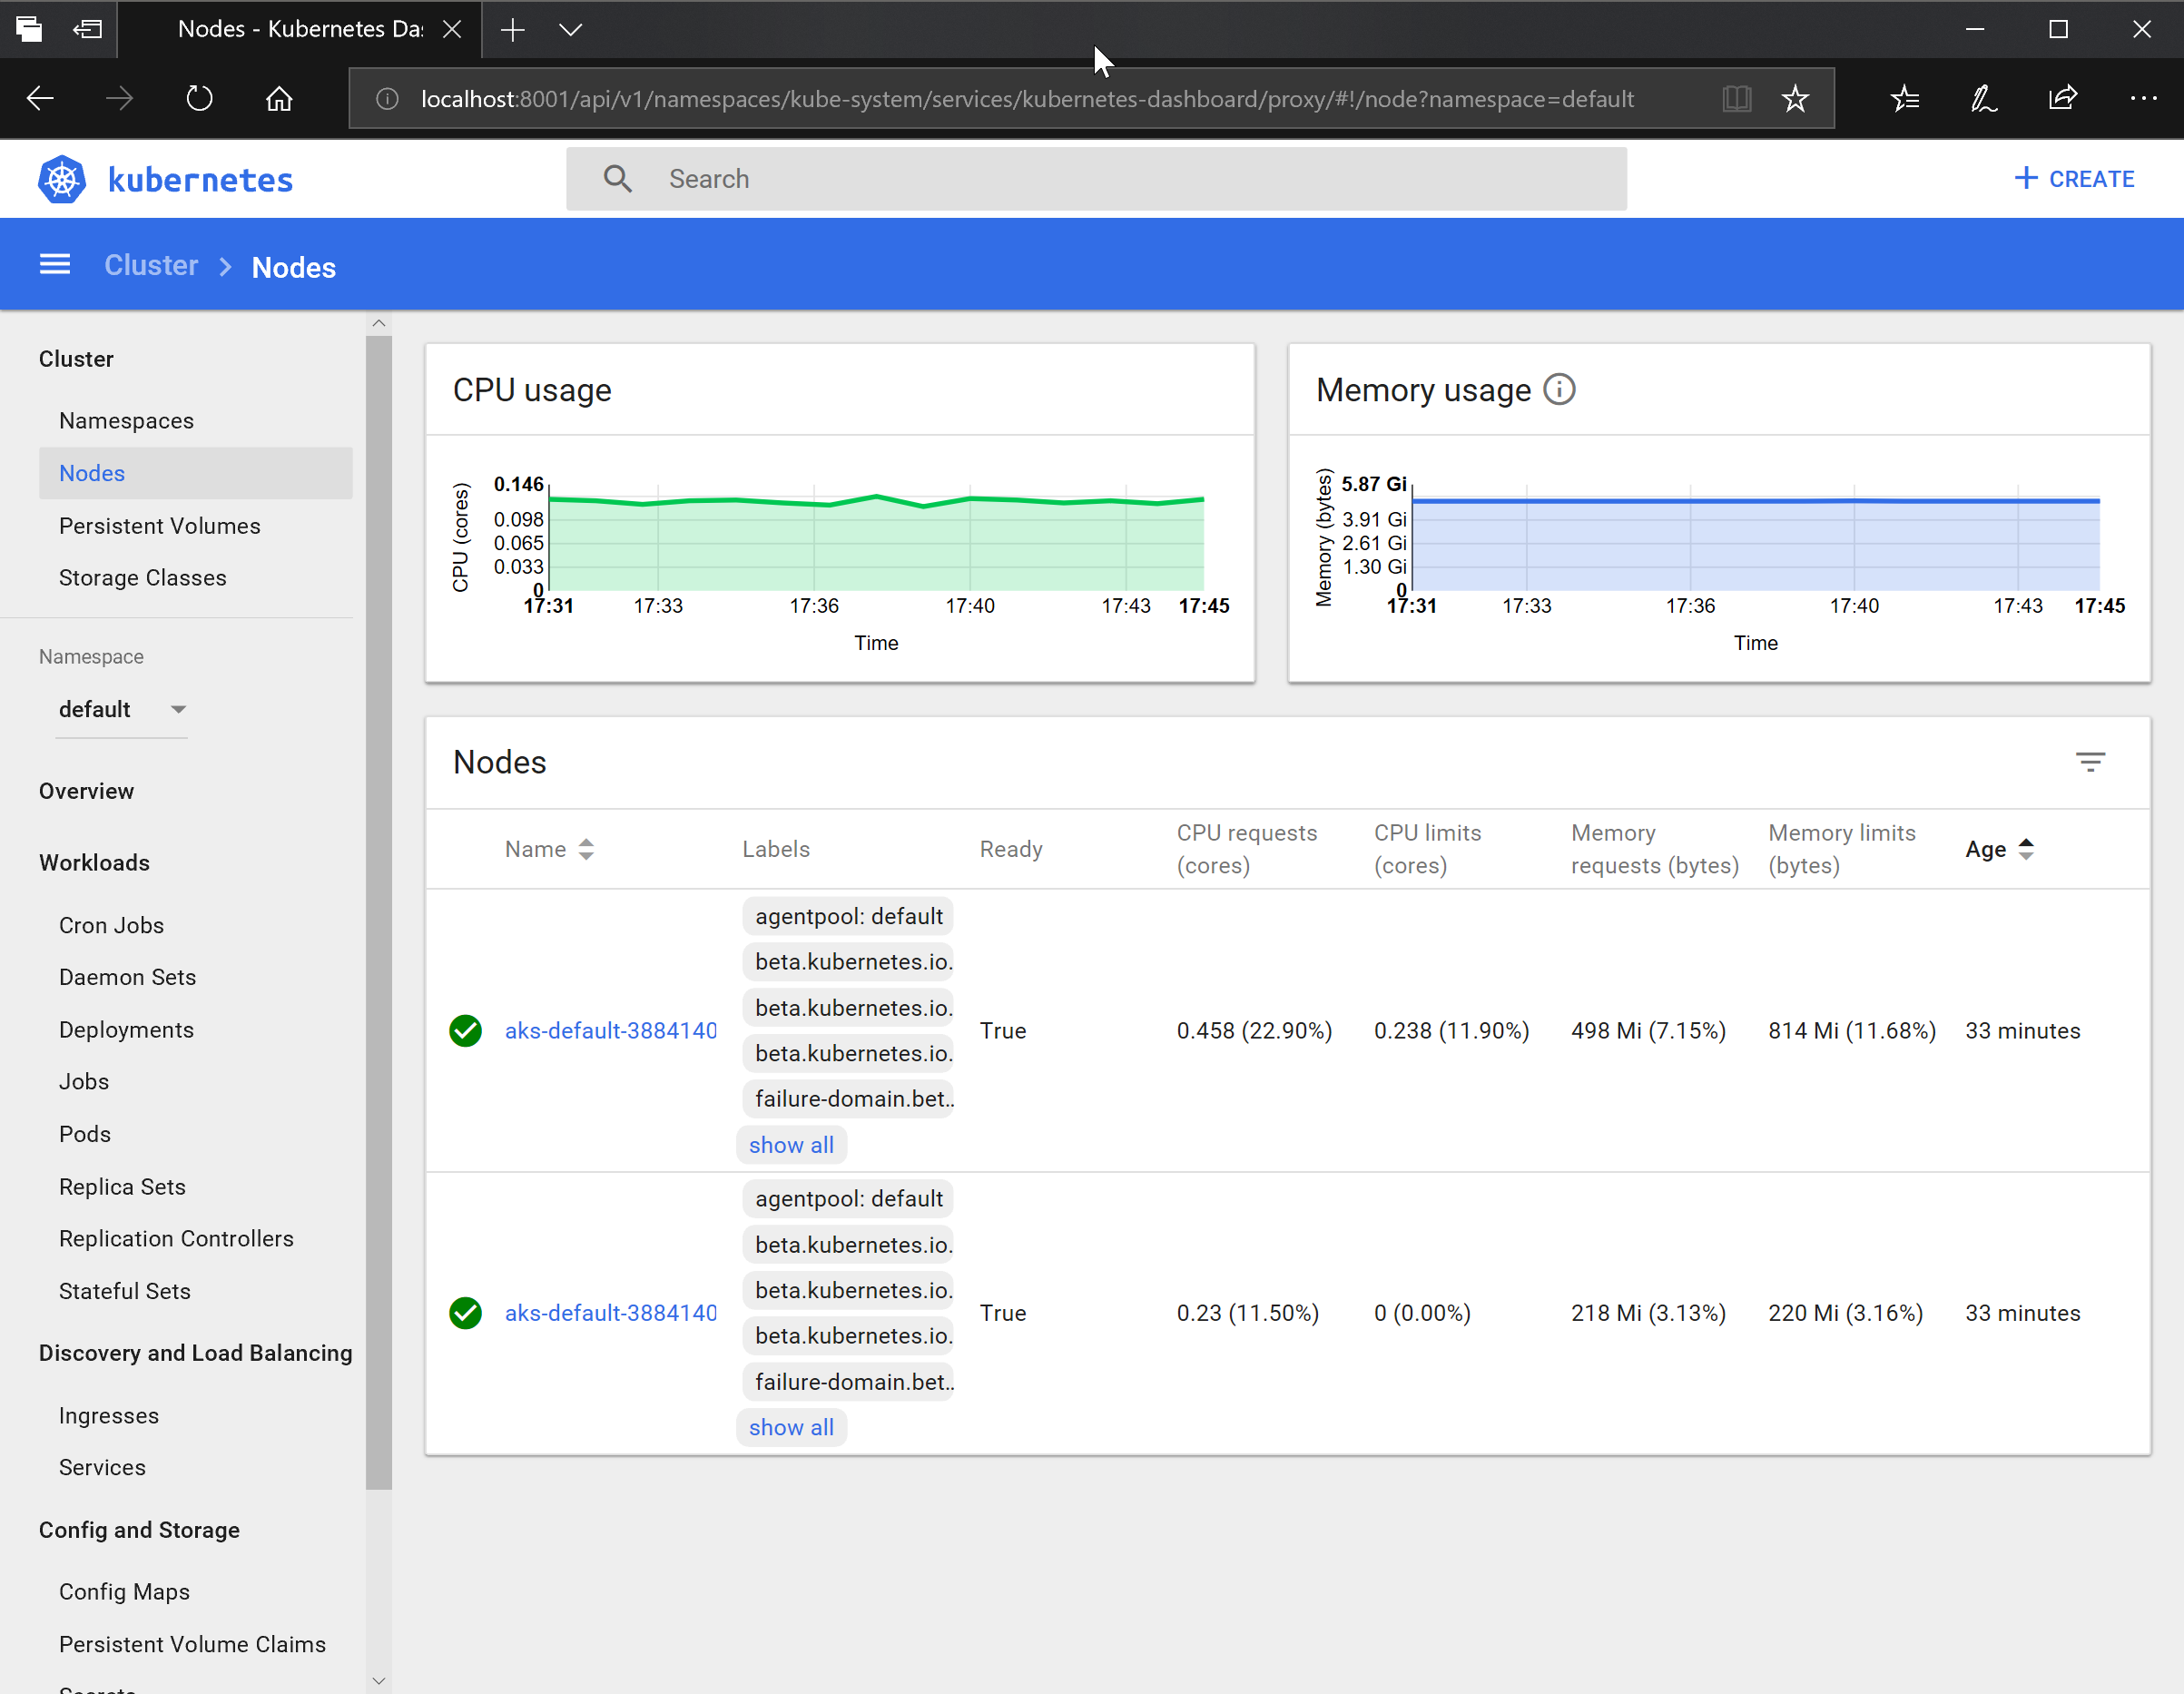 Nodes - Kubernetes Das
localhost:8001/api/v1/namespaces/kube-system/services/kubernetes-dashboard/proxy/#!/node?namespace=default
kubernetes
Search
+ CREATE
Cluster > Nodes
Cluster
Namespaces
Nodes
Persistent Volumes
Storage Classes
Namespace
default
Overview
Workloads
Cron Jobs
Daemon Sets
Deployments
Jobs
Pods
Replica Sets
Replication Controllers
Stateful Sets
Discovery and Load Balancing
Ingresses
Services
Config and Storage
Config Maps
Persistent Volume Claims
CPU usage
CPU (cores)
0.146
0.098
0.065
0.033
0
17:31 17:33 17:36 17:40 17:43 17:45
Time
Memory usage
Memory (bytes)
5.87 Gi
3.91 Gi
2.61 Gi
1.30 Gi
0
17:31 17:33 17:36 17:40 17:43 17:45
Time
Nodes
Name Labels Ready CPU requests (cores) CPU limits (cores) Memory requests (bytes) Memory limits (bytes) Age
agentpool: default
beta.kubernetes.io.
beta.kubernetes.io.
beta.kubernetes.io.
failure-domain.bet..
show all
aks-default-3884140 True 0.458 (22.90%) 0.238 (11.90%) 498 Mi (7.15%) 814 Mi (11.68%) 33 minutes
agentpool: default
beta.kubernetes.io.
beta.kubernetes.io.
beta.kubernetes.io.
failure-domain.bet..
show all
aks-default-3884140 True 0.23 (11.50%) 0 (0.00%) 218 Mi (3.13%) 220 Mi (3.16%) 33 minutes